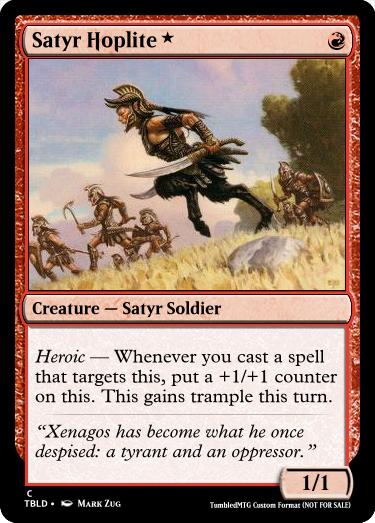 Satyr Hoplite ★
Creature — Satyr Soldier
Heroic — Whenever you cast a spell
that targets this, put a +1/+1 counter
on this. This gains trample this turn.
“Xenagos has become what he once
despised: a tyrant and an oppressor.”
1/1
C
TBLD • Mark Zug
TumbledMTG Custom Format (NOT FOR SALE)